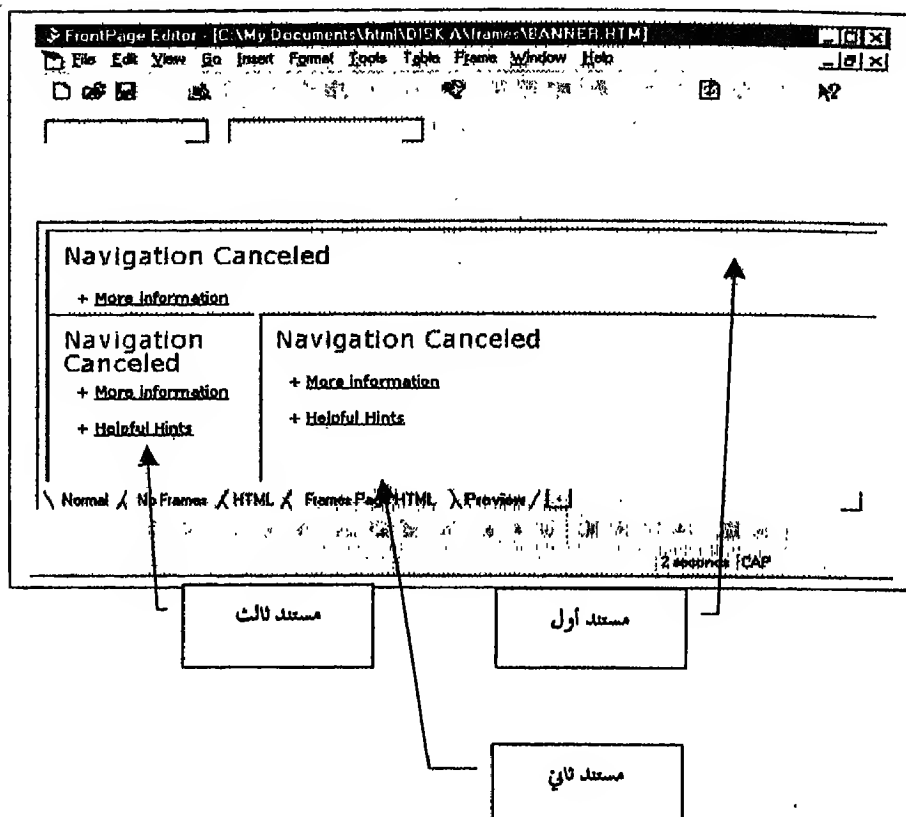 FrontPage Editor - [C:\My Documents\html\DISK A\frames\BANNER.HTM]
File Edit View Go Insert Format Tools Table Frame Window Help
Navigation Canceled
+ More information
Navigation Canceled
+ More information
+ Helpful Hints
Navigation Canceled
+ More information
+ Helpful Hints
Normal No Frames HTML Frames Page HTML Preview
2 seconds CAP
مستند ثالث
مستند أول
مستند ثاني